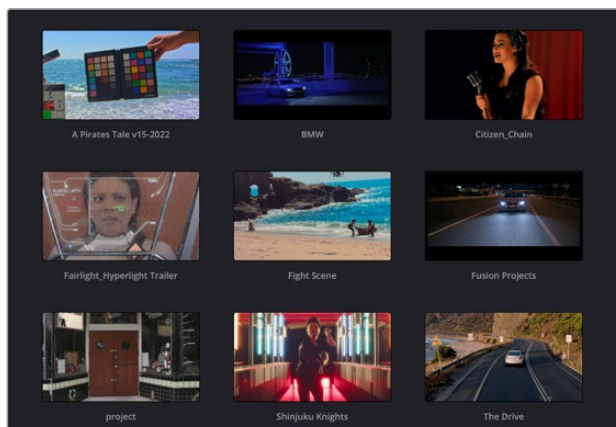 A Pirates Tale v15-2022
BMW
Citizen_Chain
Fairlight_Hyperlight Trailer
Fight Scene
Fusion Projects
project
Shinjuku Knights
The Drive